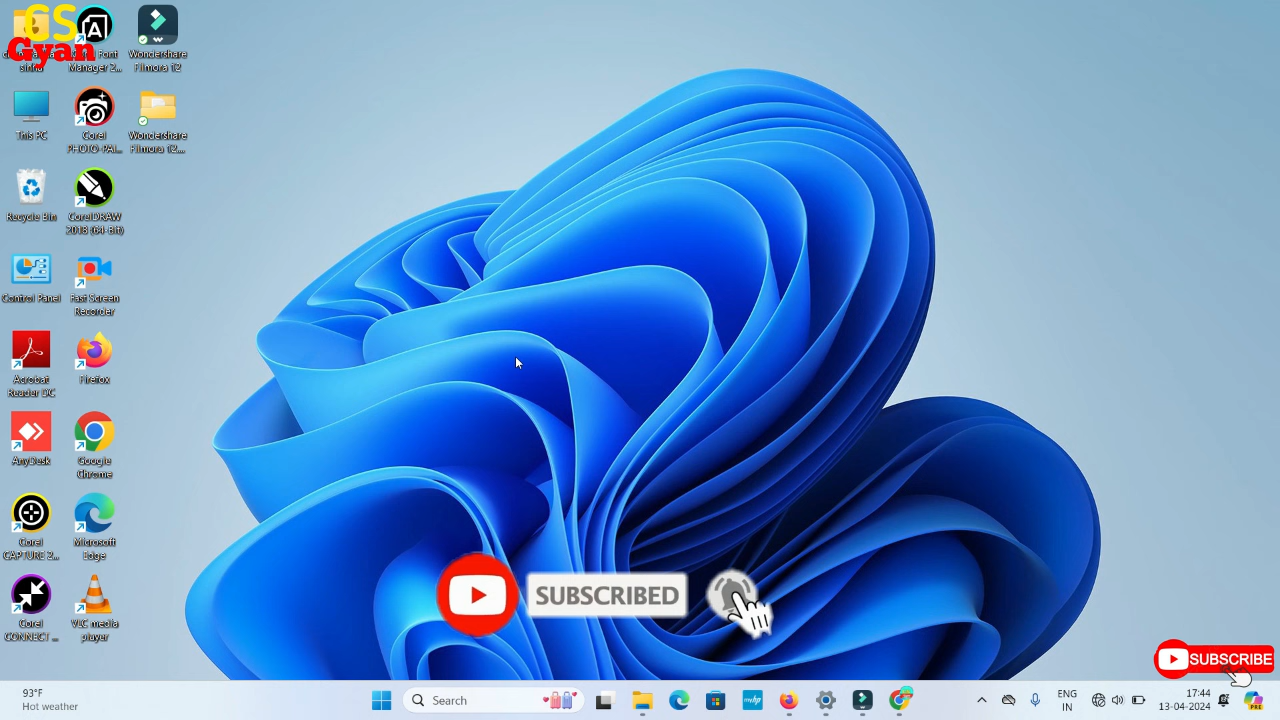 GS
Gyan
sinha
Font
Manager 2...
Wondershare
Filmora 12
This PC
Corel
PHOTO-PAI...
Wondershare
Filmora 12....
Recycle Bin
CorelDRAW
2018 (64-Bit)
Control Panel
Fast Screen
Recorder
Acrobat
Reader DC
Firefox
AnyDesk
Google
Chrome
Corel
CAPTURE 2...
Microsoft
Edge
Corel
CONNECT ...
VLC media
player
SUBSCRIBED
SUBSCRIBE
93°F
Hot weather
Search
myhp
ENG
IN
17:44
13-04-2024
PRE